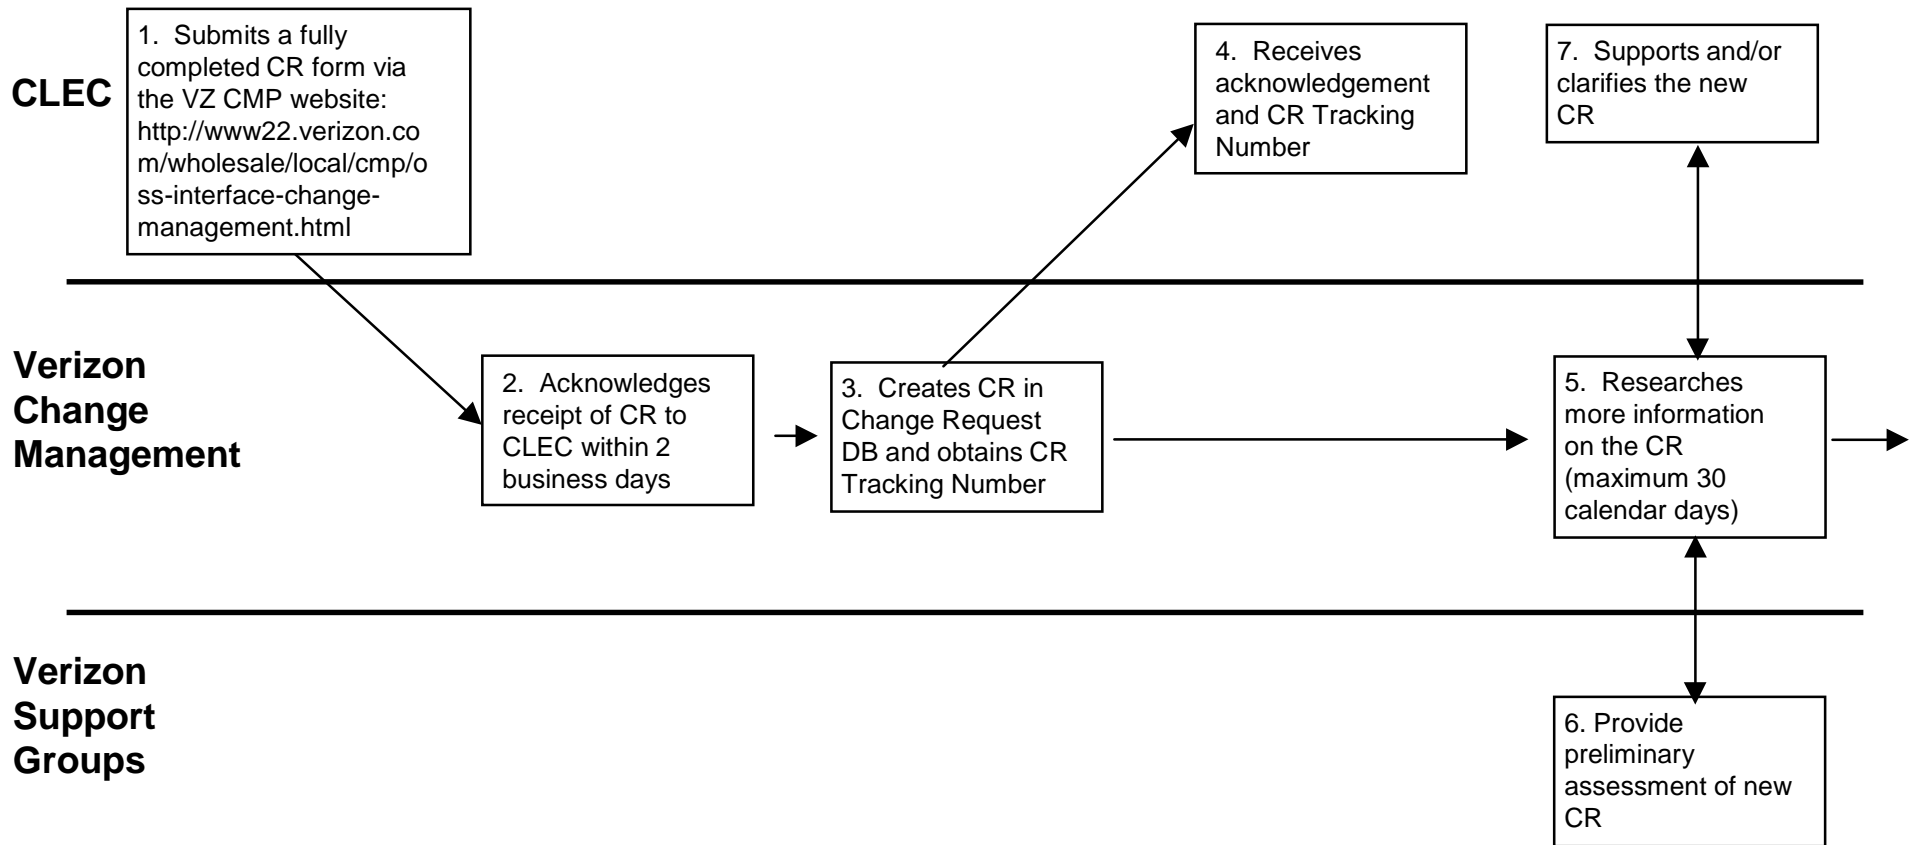 CLEC
1. Submits a fully
completed CR form via
the VZ CMP website:
http://www22.verizon.co
m/wholesale/local/cmp/o
ss-interface-change-
management.html
4. Receives
acknowledgement
and CR Tracking
Number
7. Supports and/or
clarifies the new
CR
Verizon
Change
Management
2. Acknowledges
receipt of CR to
CLEC within 2
business days
3. Creates CR in
Change Request
DB and obtains CR
Tracking Number
5. Researches
more information
on the CR
(maximum 30
calendar days)
Verizon
Support
Groups
6. Provide
preliminary
assessment of new
CR